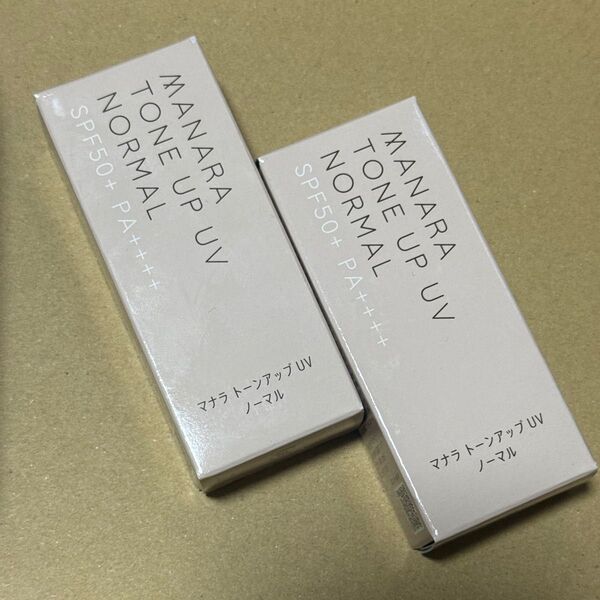 MANARA
TONE UP UV
NORMAL
SPF50+ PA++++
マナラ トーンアップ UV
ノーマル
MANARA
TONE UP UV
NORMAL
SPF50+ PA++++
マナラ トーンアップ UV
ノーマル